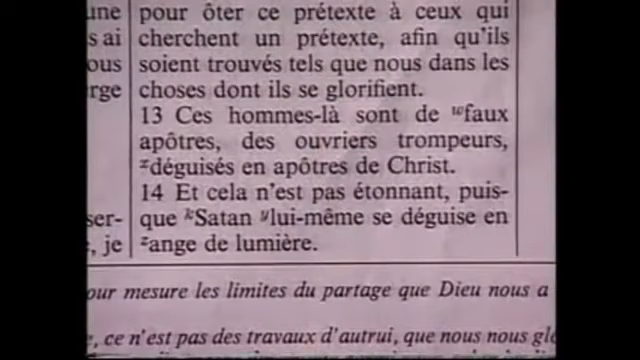 une
s ai
ous
rge
ser-
, je
pour ôter ce prétexte à ceux qui
cherchent un prétexte, afin qu'ils
soient trouvés tels que nous dans les
choses dont ils se glorifient.
13 Ces hommes-là sont de ʷfaux
apôtres, des ouvriers trompeurs,
ᶻdéguisés en apôtres de Christ.
14 Et cela n'est pas étonnant, puis-
que ᵏSatan ʸlui-même se déguise en
ᶻange de lumière.
our mesure les limites du partage que Dieu nous a
, ce n'est pas des travaux d'autrui, que nous nous glo